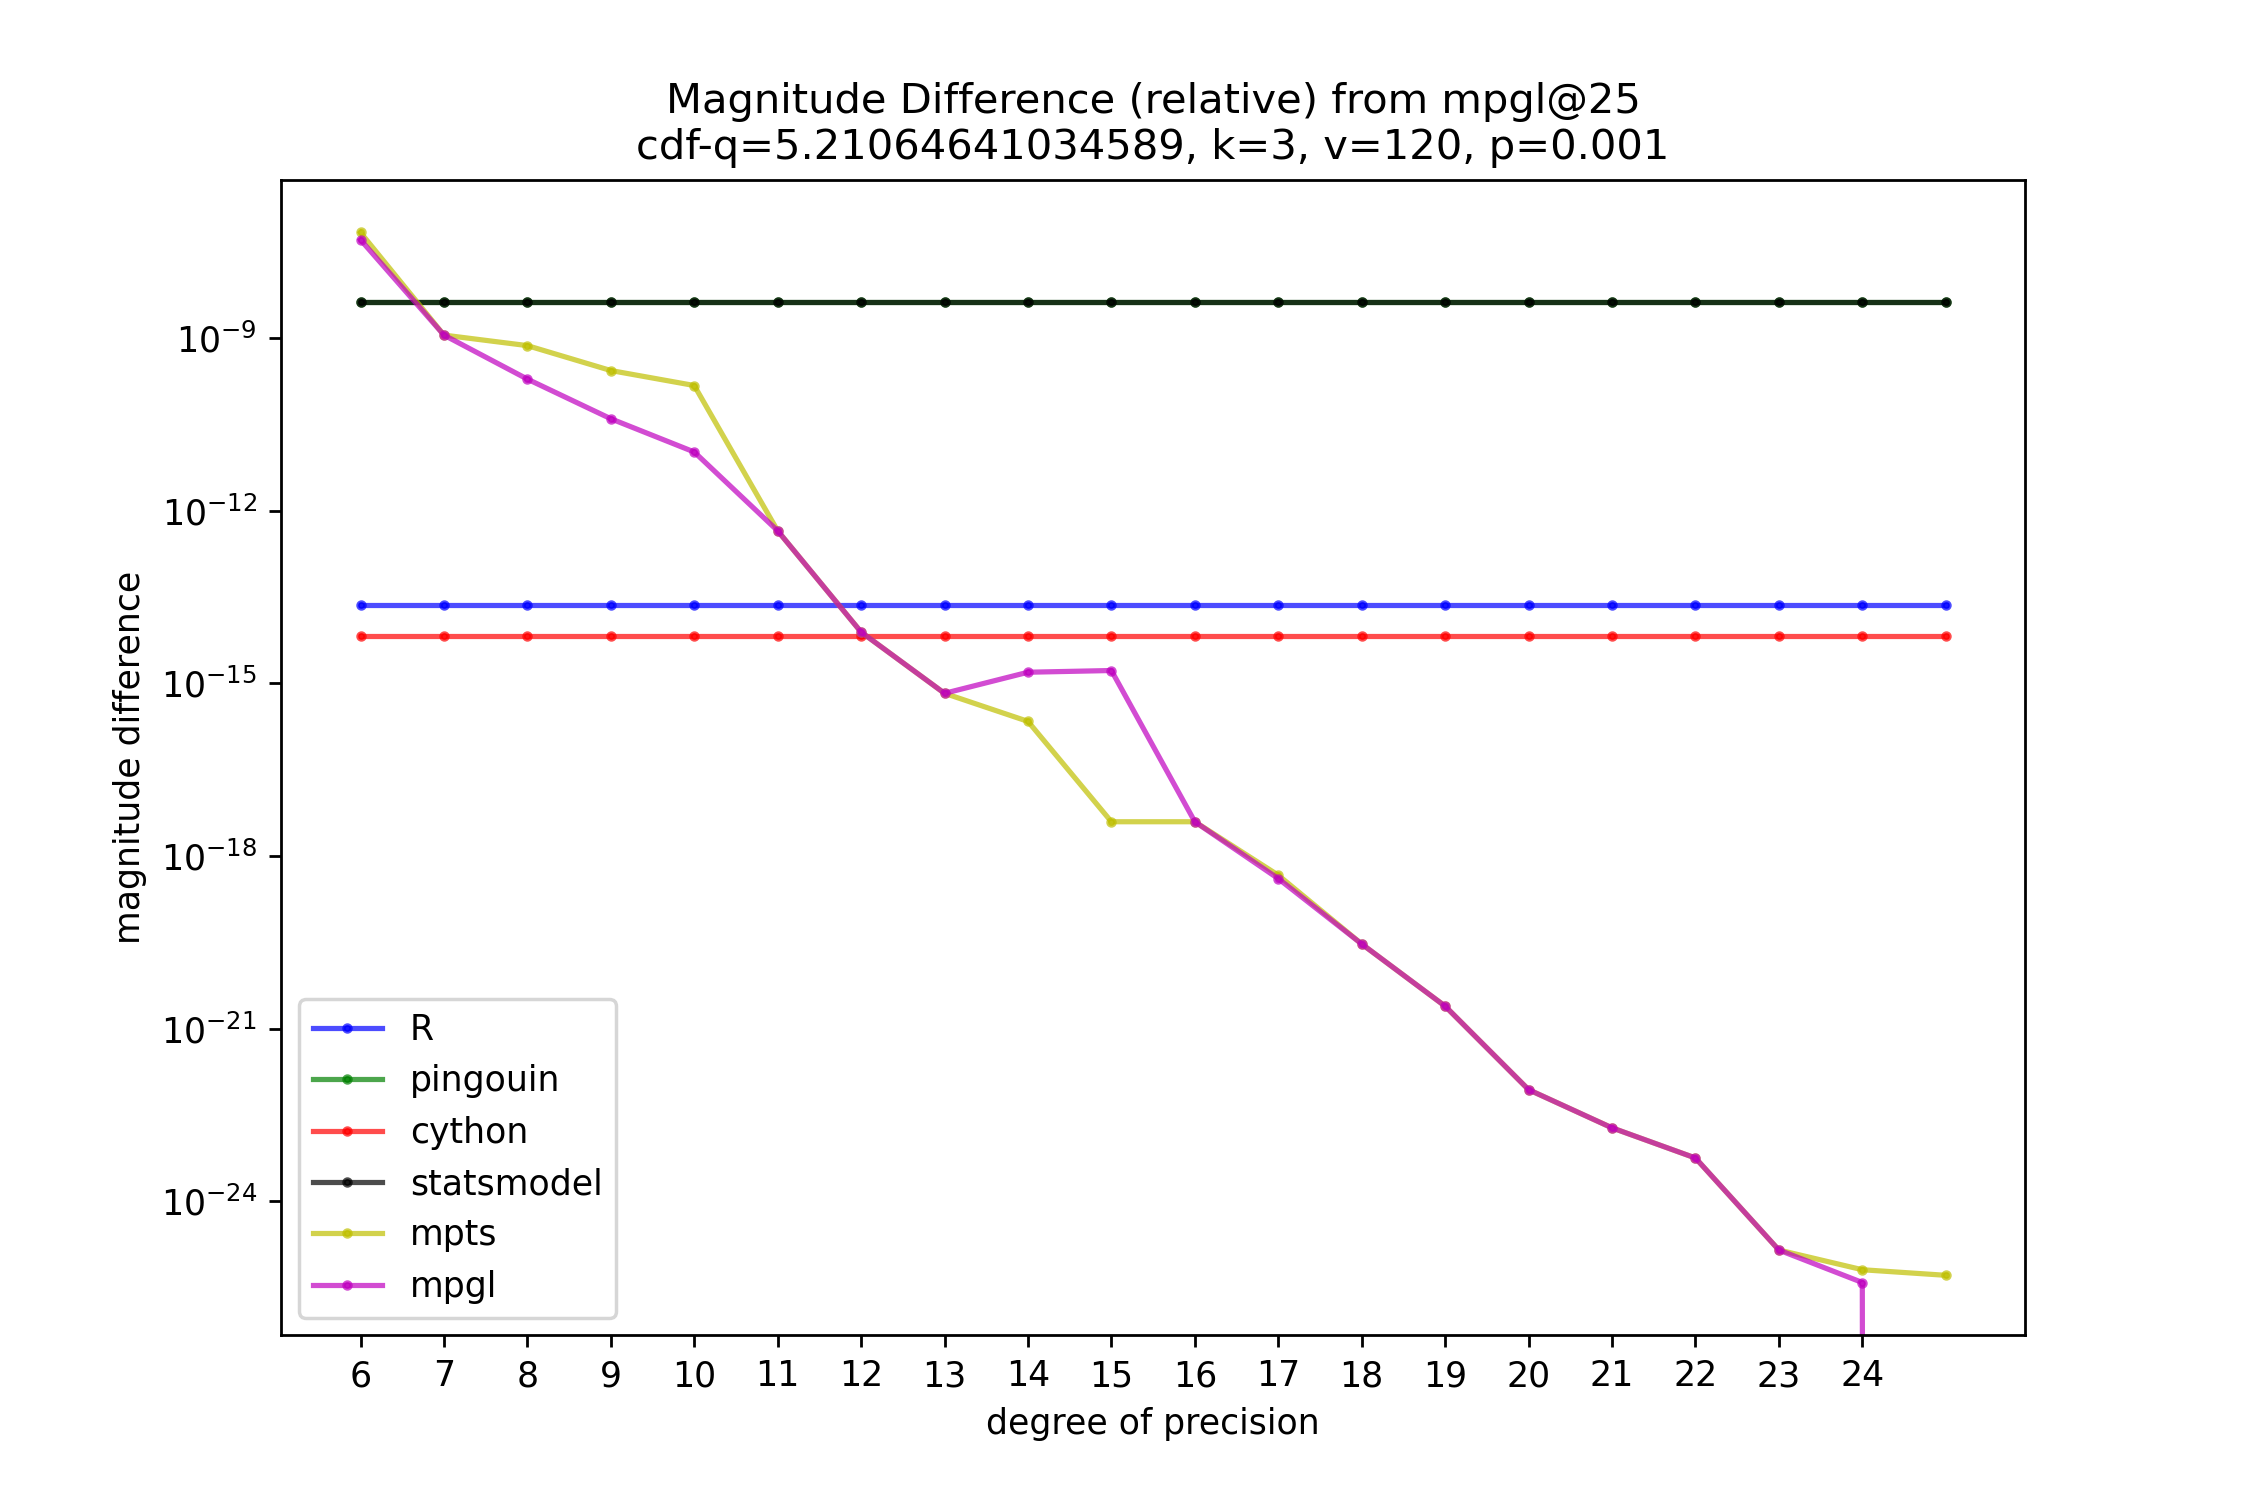 Magnitude Difference (relative) from mpgl@25
cdf-q=5.21064641034589, k=3, v=120, p=0.001
magnitude difference
10⁻⁹
10⁻¹²
10⁻¹⁵
10⁻¹⁸
10⁻²¹
10⁻²⁴
R
pingouin
cython
statsmodel
mpts
mpgl
6 7 8 9 10 11 12 13 14 15 16 17 18 19 20 21 22 23 24
degree of precision